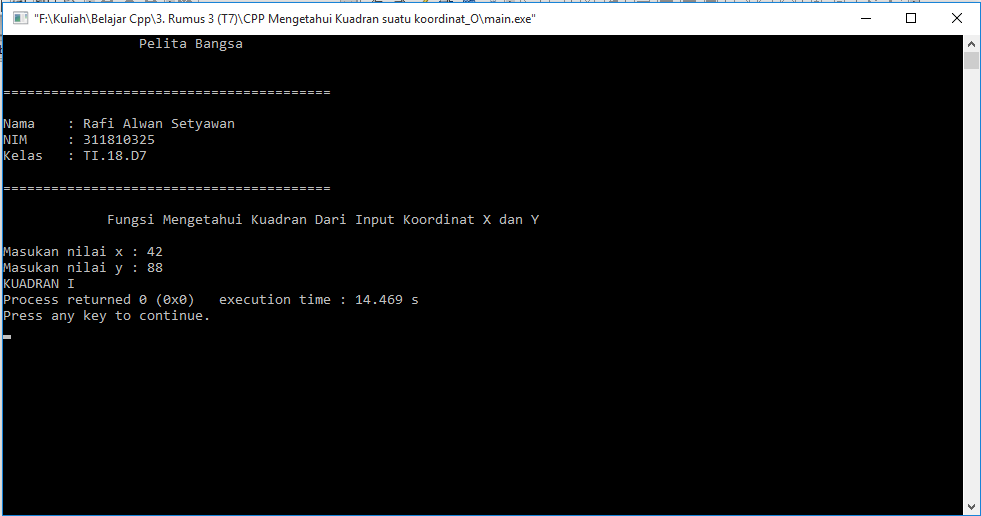 "F:\Kuliah\Belajar Cpp\3. Rumus 3 (T7)\CPP Mengetahui Kuadran suatu koordinat_O\main.exe"
Pelita Bangsa
=========================================
Nama    : Rafi Alwan Setyawan
NIM     : 311810325
Kelas   : TI.18.D7
=========================================
Fungsi Mengetahui Kuadran Dari Input Koordinat X dan Y
Masukan nilai x : 42
Masukan nilai y : 88
KUADRAN I
Process returned 0 (0x0)   execution time : 14.469 s
Press any key to continue.